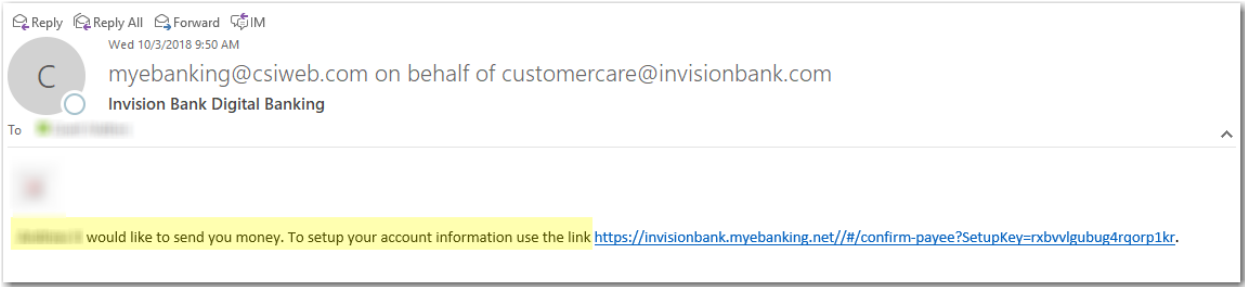 Reply Reply All Forward IM
Wed 10/3/2018 9:50 AM
C
myebanking@csiweb.com on behalf of customercare@invisionbank.com
Invision Bank Digital Banking
To
would like to send you money. To setup your account information use the link https://invisionbank.myebanking.net//#/confirm-payee?SetupKey=rxbvvlgubug4rqorp1kr.